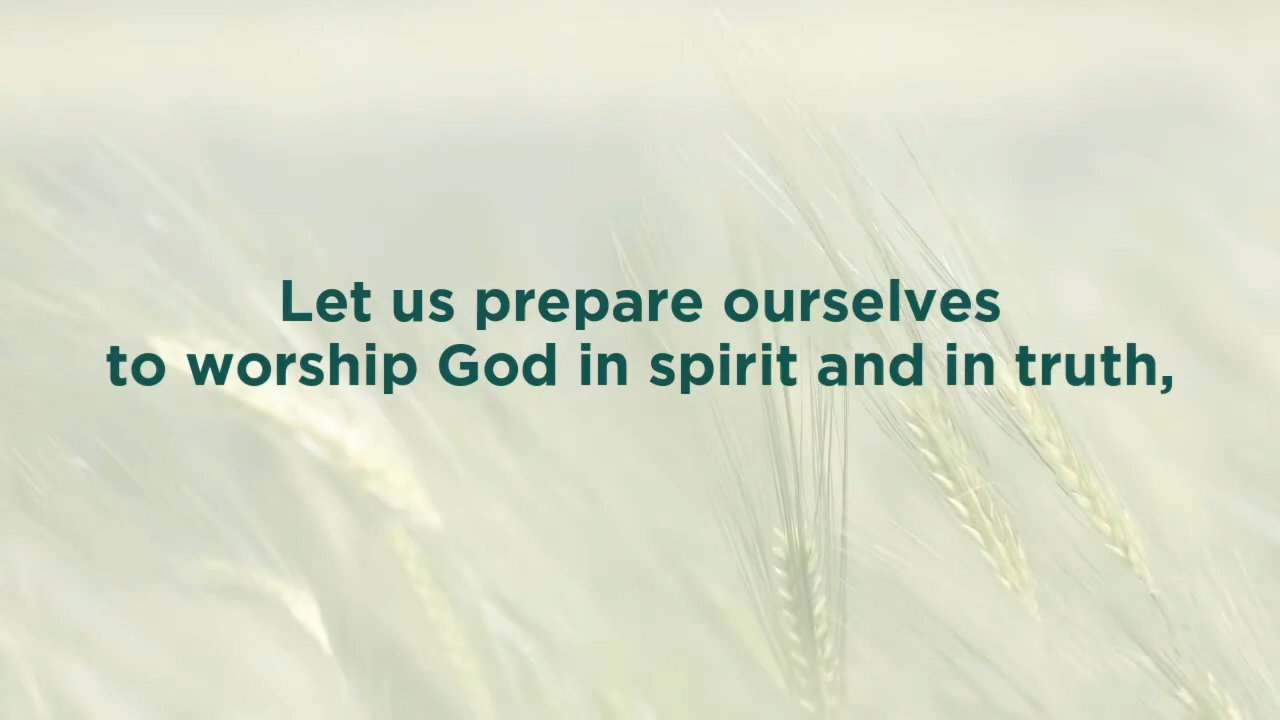 Let us prepare ourselves
to worship God in spirit and in truth,